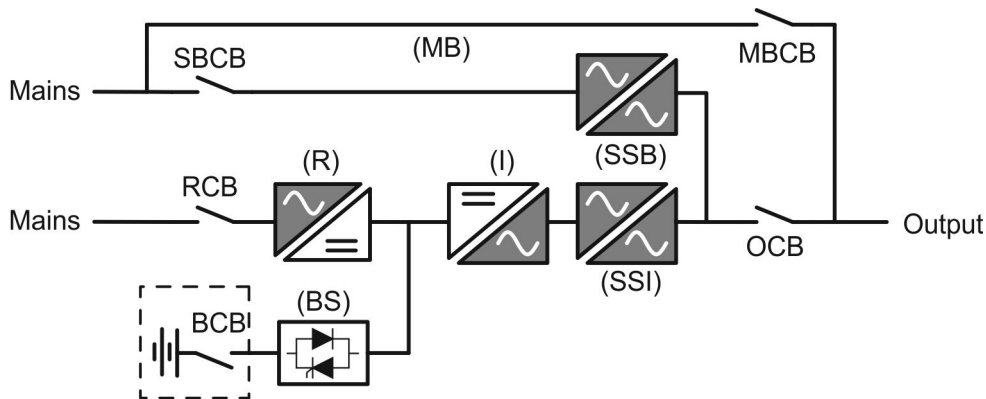 (MB)
MBCB
SBCB
Mains
(SSB)
(R)
(I)
RCB
Mains
Output
OCB
(SSI)
(BS)
BCB